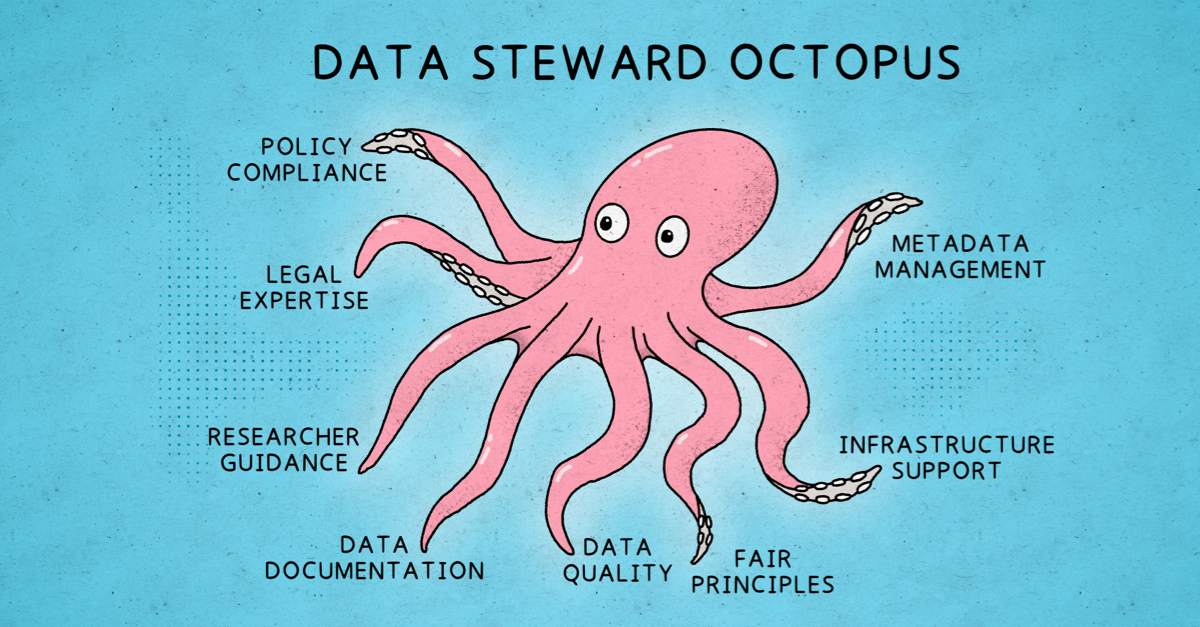 DATA STEWARD OCTOPUS
POLICY
COMPLIANCE
LEGAL
EXPERTISE
RESEARCHER
GUIDANCE
DATA
DOCUMENTATION
DATA
QUALITY
FAIR
PRINCIPLES
INFRASTRUCTURE
SUPPORT
METADATA
MANAGEMENT